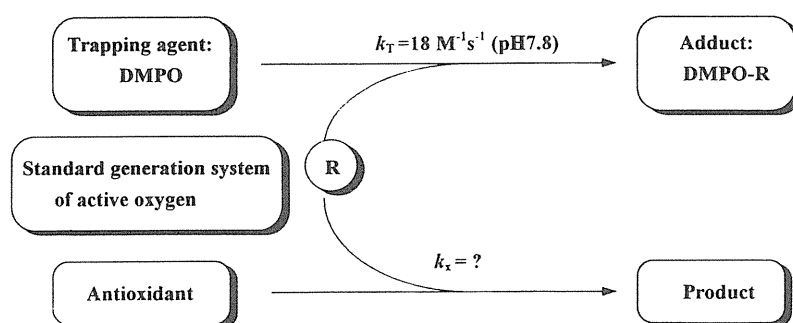 Trapping agent:
DMPO
k_T=18 M⁻¹s⁻¹ (pH7.8)
Adduct:
DMPO-R
Standard generation system
of active oxygen
R
k_x = ?
Antioxidant
Product